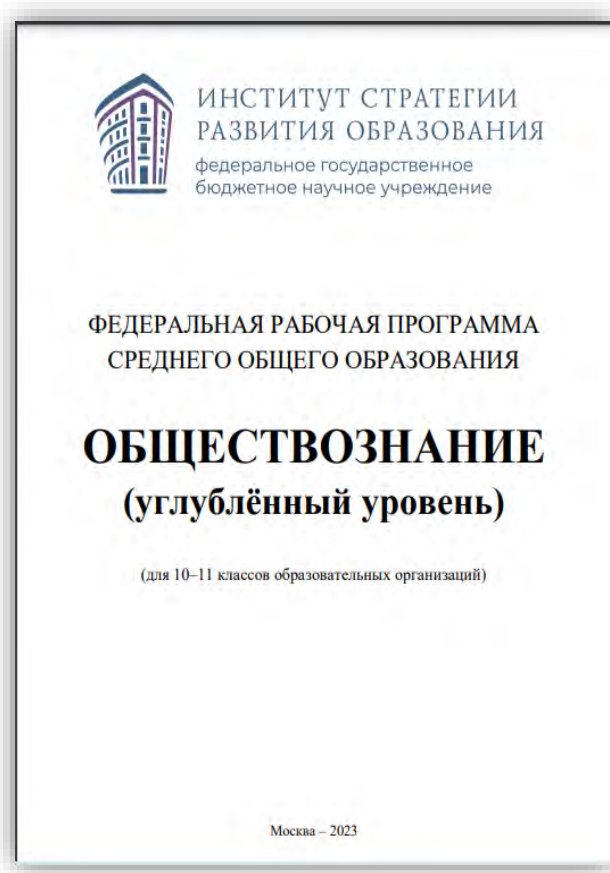 ИНСТИТУТ СТРАТЕГИИ
РАЗВИТИЯ ОБРАЗОВАНИЯ
федеральное государственное
бюджетное научное учреждение
ФЕДЕРАЛЬНАЯ РАБОЧАЯ ПРОГРАММА
СРЕДНЕГО ОБЩЕГО ОБРАЗОВАНИЯ
ОБЩЕСТВОЗНАНИЕ
(углублённый уровень)
(для 10–11 классов образовательных организаций)
Москва – 2023